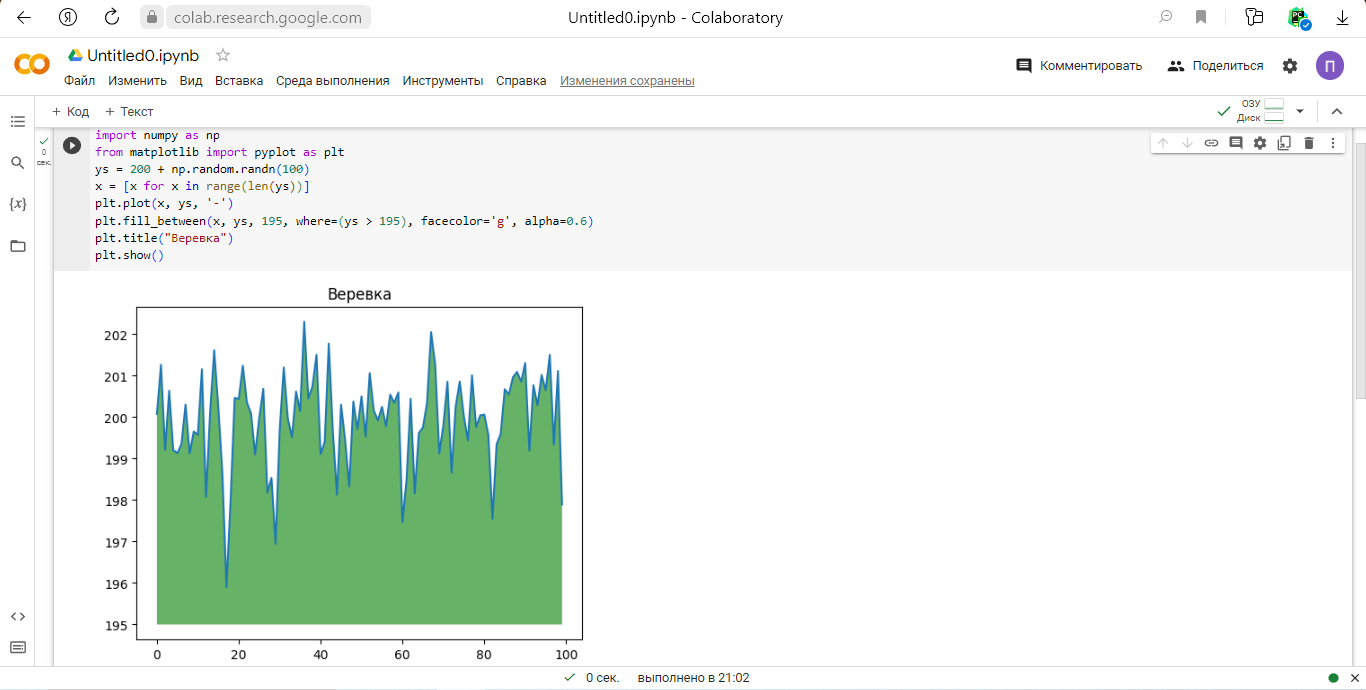 colab.research.google.com
Untitled0.ipynb - Colaboratory
Untitled0.ipynb
Файл Изменить Вид Вставка Среда выполнения Инструменты Справка Изменения сохранены
Комментировать
Поделиться
П
+ Код + Текст
ОЗУ
Диск
0
сек.
import numpy as np
from matplotlib import pyplot as plt
ys = 200 + np.random.randn(100)
x = [x for x in range(len(ys))]
plt.plot(x, ys, '-')
plt.fill_between(x, ys, 195, where=(ys > 195), facecolor='g', alpha=0.6)
plt.title("Веревка")
plt.show()
{x}
Веревка
202
201
200
199
198
197
196
195
0 20 40 60 80 100
0 сек. выполнено в 21:02